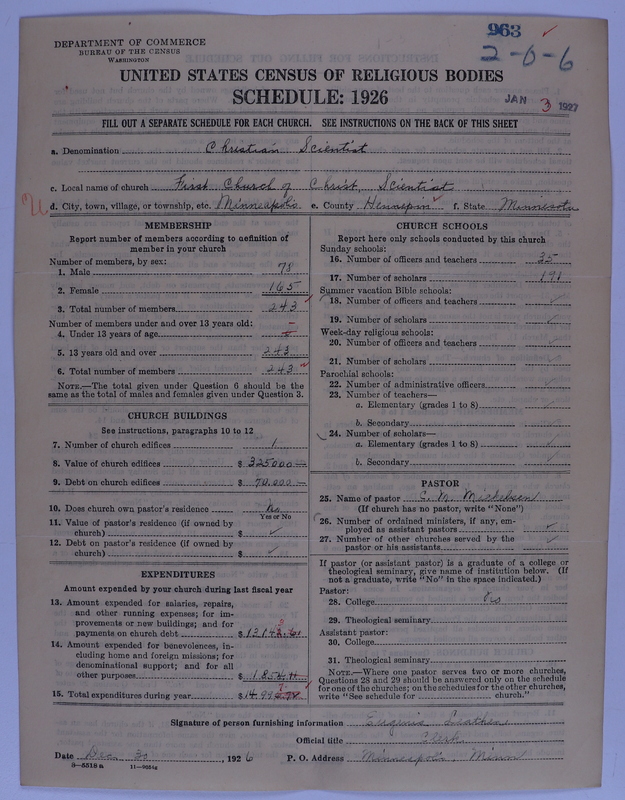 963
2-0-6
DEPARTMENT OF COMMERCE
BUREAU OF THE CENSUS
WASHINGTON
UNITED STATES CENSUS OF RELIGIOUS BODIES
SCHEDULE: 1926
JAN 3 1927
FILL OUT A SEPARATE SCHEDULE FOR EACH CHURCH. SEE INSTRUCTIONS ON THE BACK OF THIS SHEET
a. Denomination Christian Scientist
c. Local name of church First Church of Christ, Scientist
d. City, town, village, or township, etc. Minneapolis e. County Hennepin f. State Minnesota
MEMBERSHIP
Report number of members according to definition of
member in your church
Number of members, by sex:
1. Male 78
2. Female 165
3. Total number of members 243
Number of members under and over 13 years old:
4. Under 13 years of age
5. 13 years old and over 243
6. Total number of members 243
NOTE.—The total given under Question 6 should be
same as the total of males and females given under Question 3.
CHURCH BUILDINGS
See instructions, paragraphs 10 to 12
7. Number of church edifices 1
8. Value of church edifices $ 325000
9. Debt on church edifices $ 70,000
10. Does church own pastor's residence No
Yes or No
11. Value of pastor's residence (if owned by
church) $
12. Debt on pastor's residence (if owned by
church) $
EXPENDITURES
Amount expended by your church during last fiscal year
13. Amount expended for salaries, repairs,
and other running expenses; for im-
provements or new buildings; and for
payments on church debt $
14. Amount expended for benevolences, in-
cluding home and foreign missions; for
denominational support; and for all
other purposes
15. Total expenditures during year $
CHURCH SCHOOLS
Report here only schools conducted by this church
Sunday schools:
16. Number of officers and teachers 35
17. Number of scholars 191
Summer vacation Bible schools:
18. Number of officers and teachers
19. Number of scholars
Week-day religious schools:
20. Number of officers and teachers
21. Number of scholars
Parochial schools:
22. Number of administrative officers
23. Number of teachers—
a. Elementary (grades 1 to 8)
b. Secondary
24. Number of scholars—
a. Elementary (grades 1 to 8)
b. Secondary
PASTOR
25. Name of pastor C. M.
(If church has no pastor, write "None")
26. Number of ordained ministers, if any, em-
ployed as assistant pastors
27. Number of other churches served by the
pastor or his assistants
If pastor (or assistant pastor) is a graduate of a college or
theological seminary, give name of institution below. (If
not a graduate, write "No" in the space indicated.)
Pastor:
28. College
29. Theological seminary
Assistant pastor:
30. College
31. Theological seminary
NOTE.—Where one pastor serves two or more churches,
Questions 28 and 29 should be answered only on the schedule
for one of the churches; on the schedules for the other churches,
write "See schedule for church."
Signature of person furnishing information
Official title Clerk
Date Dec 30, 1926 P. O. Address Minneapolis, Minn
9—5518 a 11—9554